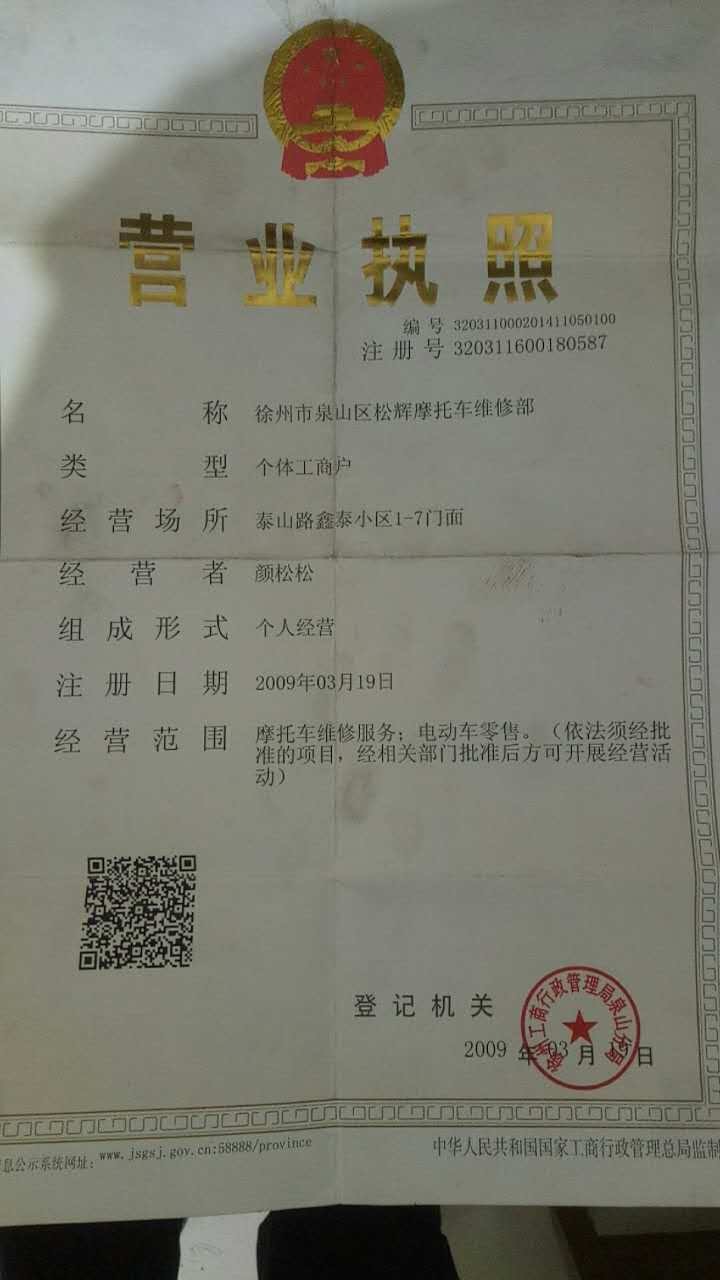 营业执照
编号 320311000201411050100
注册号 320311600180587
名称 徐州市泉山区松辉摩托车维修部
类型 个体工商户
经营场所 泰山路鑫泰小区1-7门面
经营者 颜松松
组成形式 个人经营
注册日期 2009年03月19日
经营范围 摩托车维修服务；电动车零售。（依法须经批
准的项目，经相关部门批准后方可开展经营活
动）
登记机关
徐州工商行政管理局泉山分局
2009 年 03 月 19 日
息公示系统网址： www.jsgsj.gov.cn:58888/province
中华人民共和国国家工商行政管理总局监制